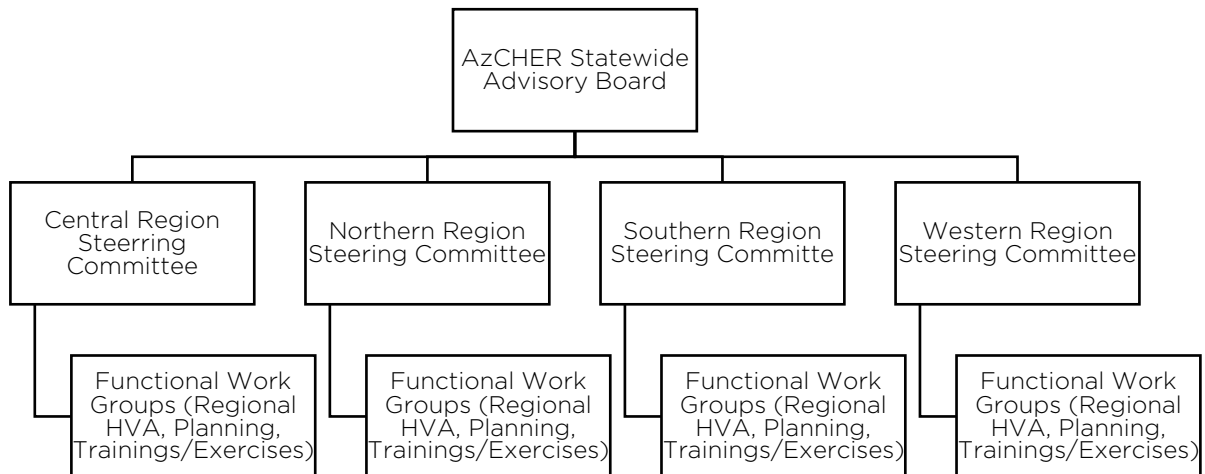 AzCHER Statewide
Advisory Board
Central Region
Steerring
Committee
Northern Region
Steering Committee
Southern Region
Steering Committe
Western Region
Steering Committee
Functional Work
Groups (Regional
HVA, Planning,
Trainings/Exercises)
Functional Work
Groups (Regional
HVA, Planning,
Trainings/Exercises)
Functional Work
Groups (Regional
HVA, Planning,
Trainings/Exercises)
Functional Work
Groups (Regional
HVA, Planning,
Trainings/Exercises)